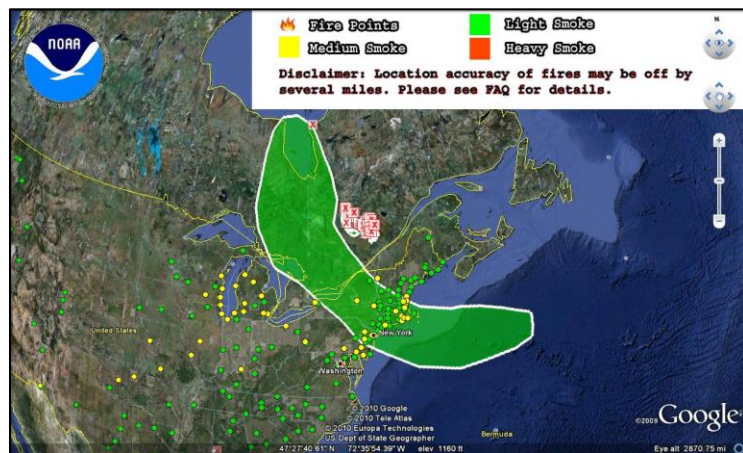 NOAA
Fire Points
Light Smoke
Medium Smoke
Heavy Smoke
Disclaimer: Location accuracy of fires may be off by
several miles. Please see FAQ for details.
N
United States
New York
Washington
© 2010 Google
© 2010 Tele Atlas
© 2010 Europa Technologies
US Dept of State Geographer
©2009 Google
Bermuda
47°27'40.61" N 72°35'54.39" W elev 1160 ft
Eye alt 2870.75 mi